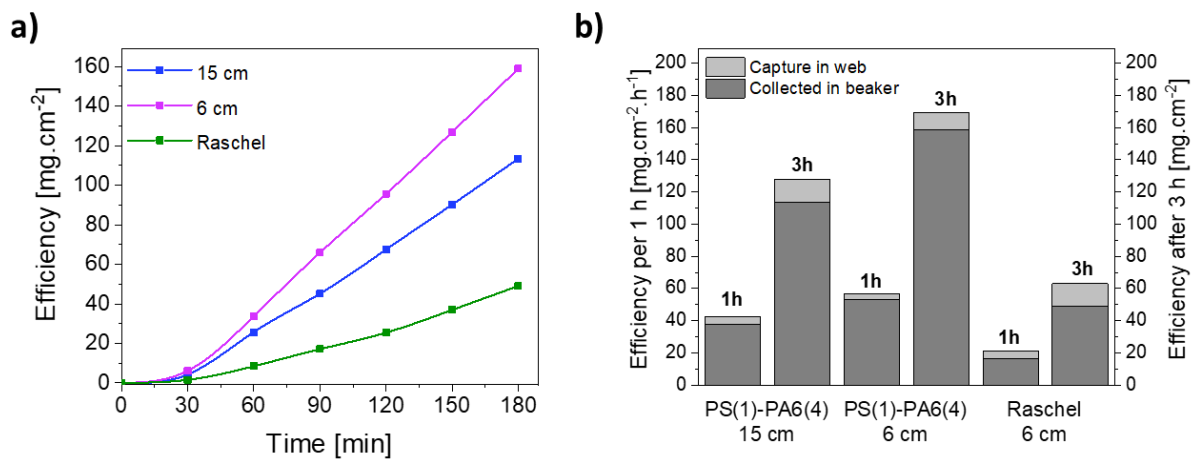 a)
Efficiency [mg.cm-2]
160
140
120
100
80
60
40
20
0
15 cm
6 cm
Raschel
0 30 60 90 120 150 180
Time [min]
b)
Efficiency per 1 h [mg.cm-2.h-1]
200
180
160
140
120
100
80
60
40
20
0
Capture in web
Collected in beaker
1h
3h
1h
3h
1h
3h
200
180
160
140
120
100
80
60
40
20
0
Efficiency after 3 h [mg.cm-2]
PS(1)-PA6(4) PS(1)-PA6(4) Raschel
15 cm 6 cm 6 cm